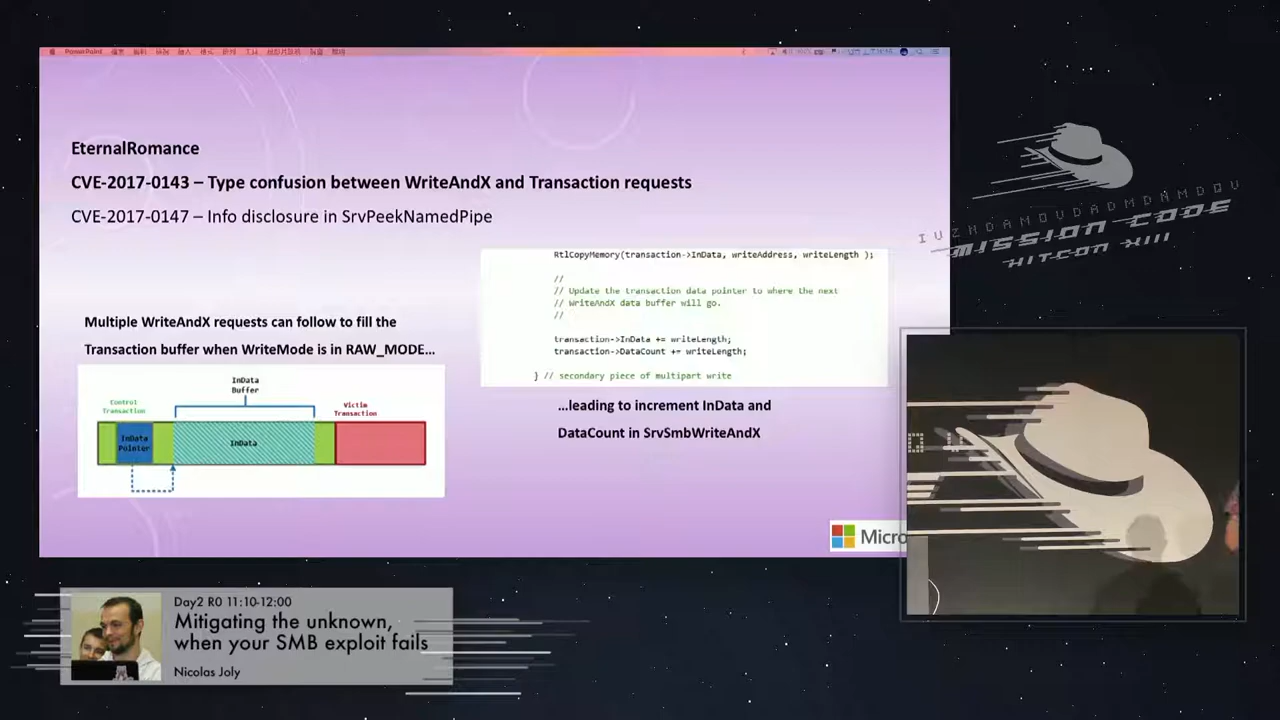 PowerPoint
EternalRomance
CVE-2017-0143 – Type confusion between WriteAndX and Transaction requests
CVE-2017-0147 – Info disclosure in SrvPeekNamedPipe
RtlCopyMemory(transaction->InData, writeAddress, writeLength );
//
// Update the transaction data pointer to where the next
// WriteAndX data buffer will go.
//
transaction->InData += writeLength;
transaction->DataCount += writeLength;
} // secondary piece of multipart write
Multiple WriteAndX requests can follow to fill the
Transaction buffer when WriteMode is in RAW_MODE…
InData
Buffer
Control
Transaction
Victim
Transaction
InData
Pointer
InData
…leading to increment InData and
DataCount in SrvSmbWriteAndX
Micro
MISSION CODE
HITCON XIII
Day2 R0 11:10-12:00
Mitigating the unknown,
when your SMB exploit fails
Nicolas Joly